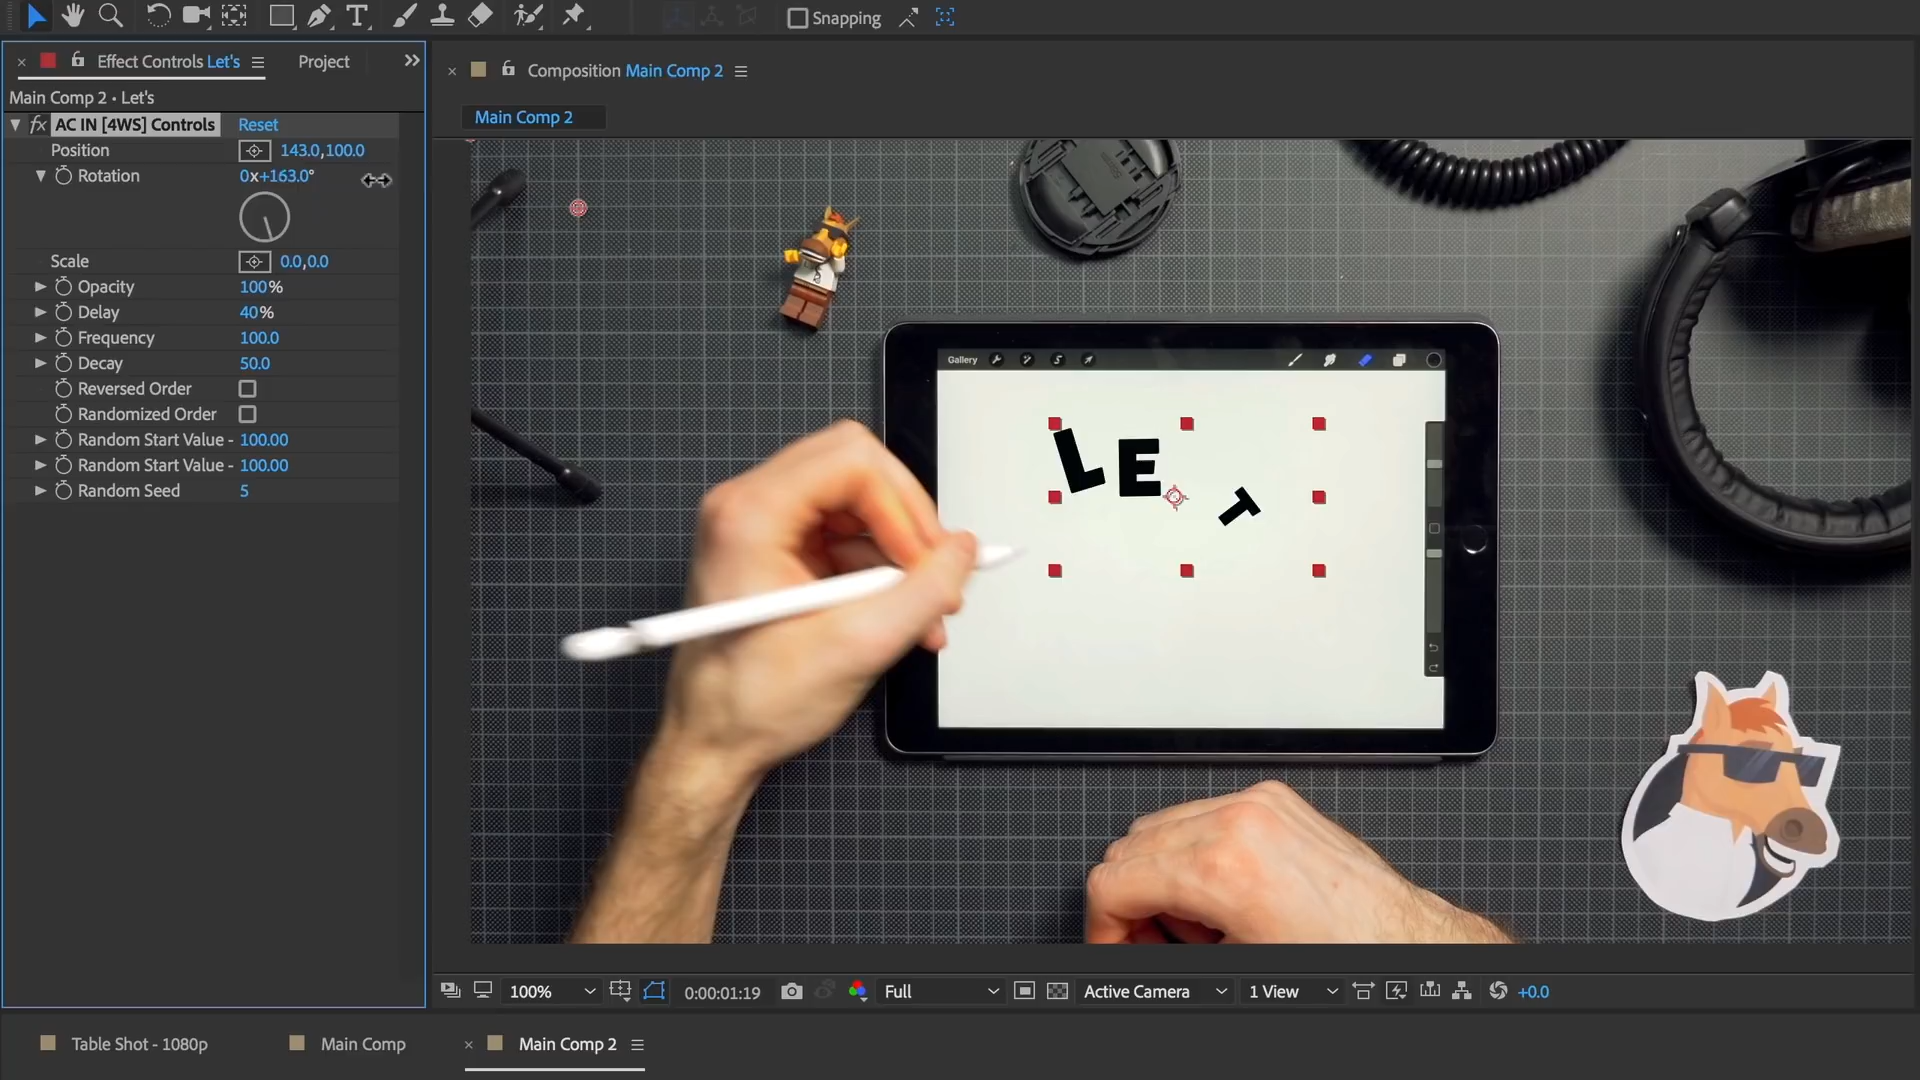 Snapping
Effect Controls Let's
Project
Composition Main Comp 2
Main Comp 2 • Let's
Main Comp 2
fx AC IN [4WS] Controls Reset
Position 143.0,100.0
Rotation 0x+163.0°
Scale 0.0,0.0
Opacity 100%
Delay 40%
Frequency 100.0
Decay 50.0
Reversed Order
Randomized Order
Random Start Value - 100.00
Random Start Value - 100.00
Random Seed 5
Gallery
L E T
100%
0:00:01:19
Full
Active Camera
1 View
+0.0
Table Shot - 1080p
Main Comp
Main Comp 2